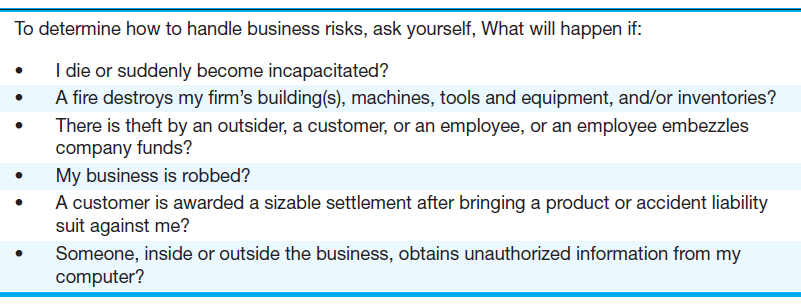 To determine how to handle business risks, ask yourself, What will happen if:
• I die or suddenly become incapacitated?
• A fire destroys my firm’s building(s), machines, tools and equipment, and/or inventories?
• There is theft by an outsider, a customer, or an employee, or an employee embezzles
company funds?
• My business is robbed?
• A customer is awarded a sizable settlement after bringing a product or accident liability
suit against me?
• Someone, inside or outside the business, obtains unauthorized information from my
computer?